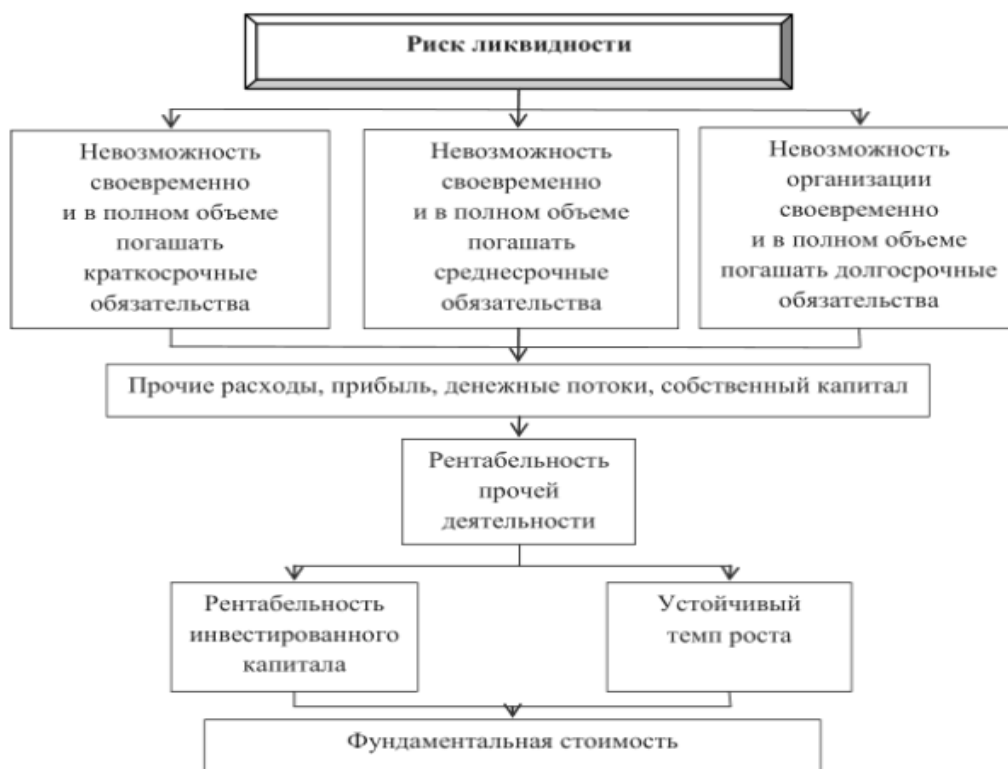 Риск ликвидности
Невозможность
своевременно
и в полном объеме
погашать
краткосрочные
обязательства
Невозможность
своевременно
и в полном объеме
погашать
среднесрочные
обязательства
Невозможность
организации
своевременно
и в полном объеме
погашать долгосрочные
обязательства
Прочие расходы, прибыль, денежные потоки, собственный капитал
Рентабельность
прочей
деятельности
Рентабельность
инвестированного
капитала
Устойчивый
темп роста
Фундаментальная стоимость